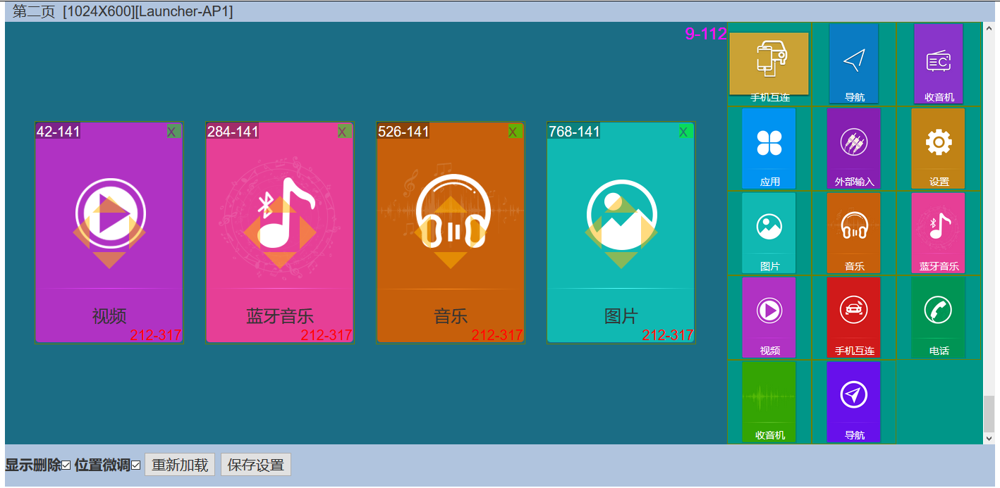 第二页 [1024X600][Launcher-AP1]
9-112
42-141 X
284-141 X
526-141 X
768-141 X
视频
蓝牙音乐
音乐
图片
212-317
212-317
212-317
212-317
手机互连
导航
收音机
应用
外部输入
设置
图片
音乐
蓝牙音乐
视频
手机互连
电话
收音机
导航
显示删除 位置微调 重新加载 保存设置